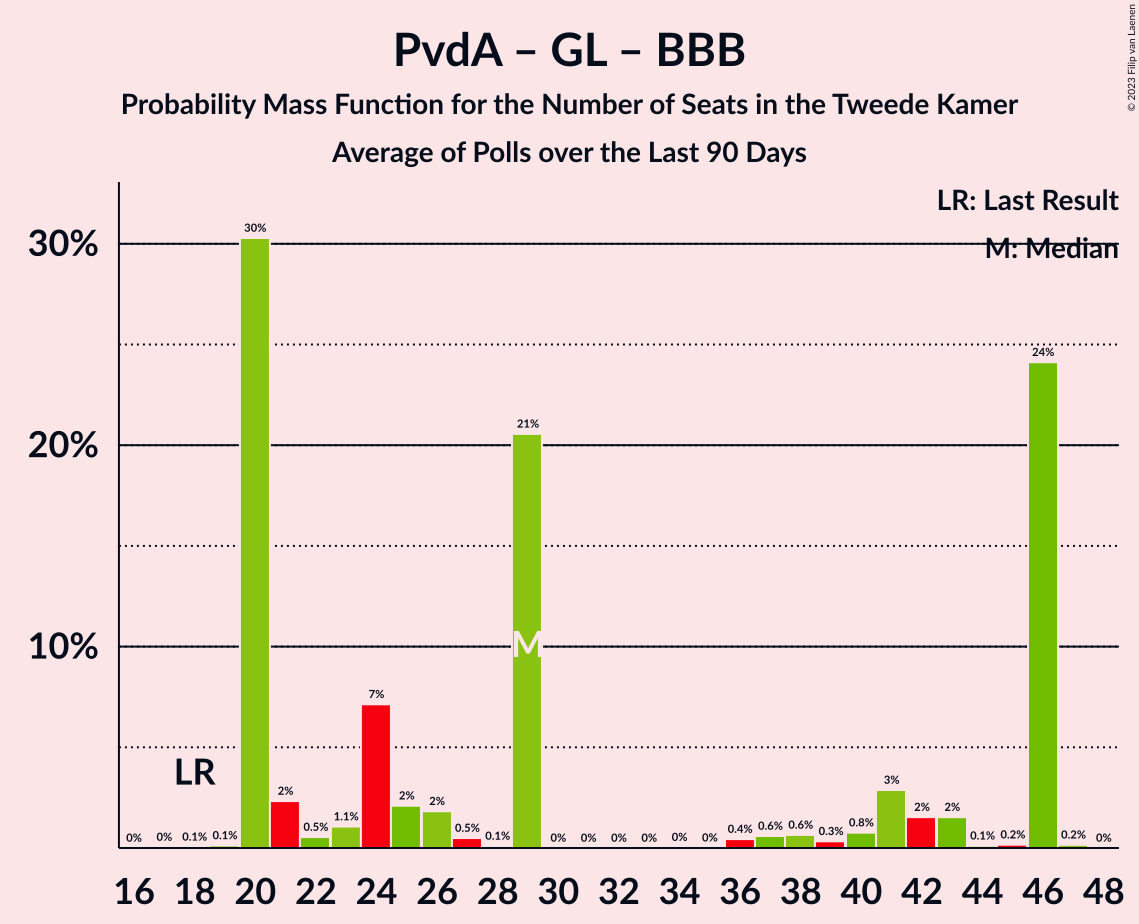 PvdA – GL – BBB
Probability Mass Function for the Number of Seats in the Tweede Kamer
Average of Polls over the Last 90 Days
© 2023 Filip van Laenen
LR: Last Result
M: Median
30%
20%
10%
0% 0% 0.1% 0.1% 30% 2% 0.5% 1.1% 7% 2% 2% 0.5% 0.1% 21% 0% 0% 0% 0% 0% 0% 0.4% 0.6% 0.6% 0.3% 0.8% 3% 2% 2% 0.1% 0.2% 24% 0.2% 0%
LR
M
16 18 20 22 24 26 28 30 32 34 36 38 40 42 44 46 48